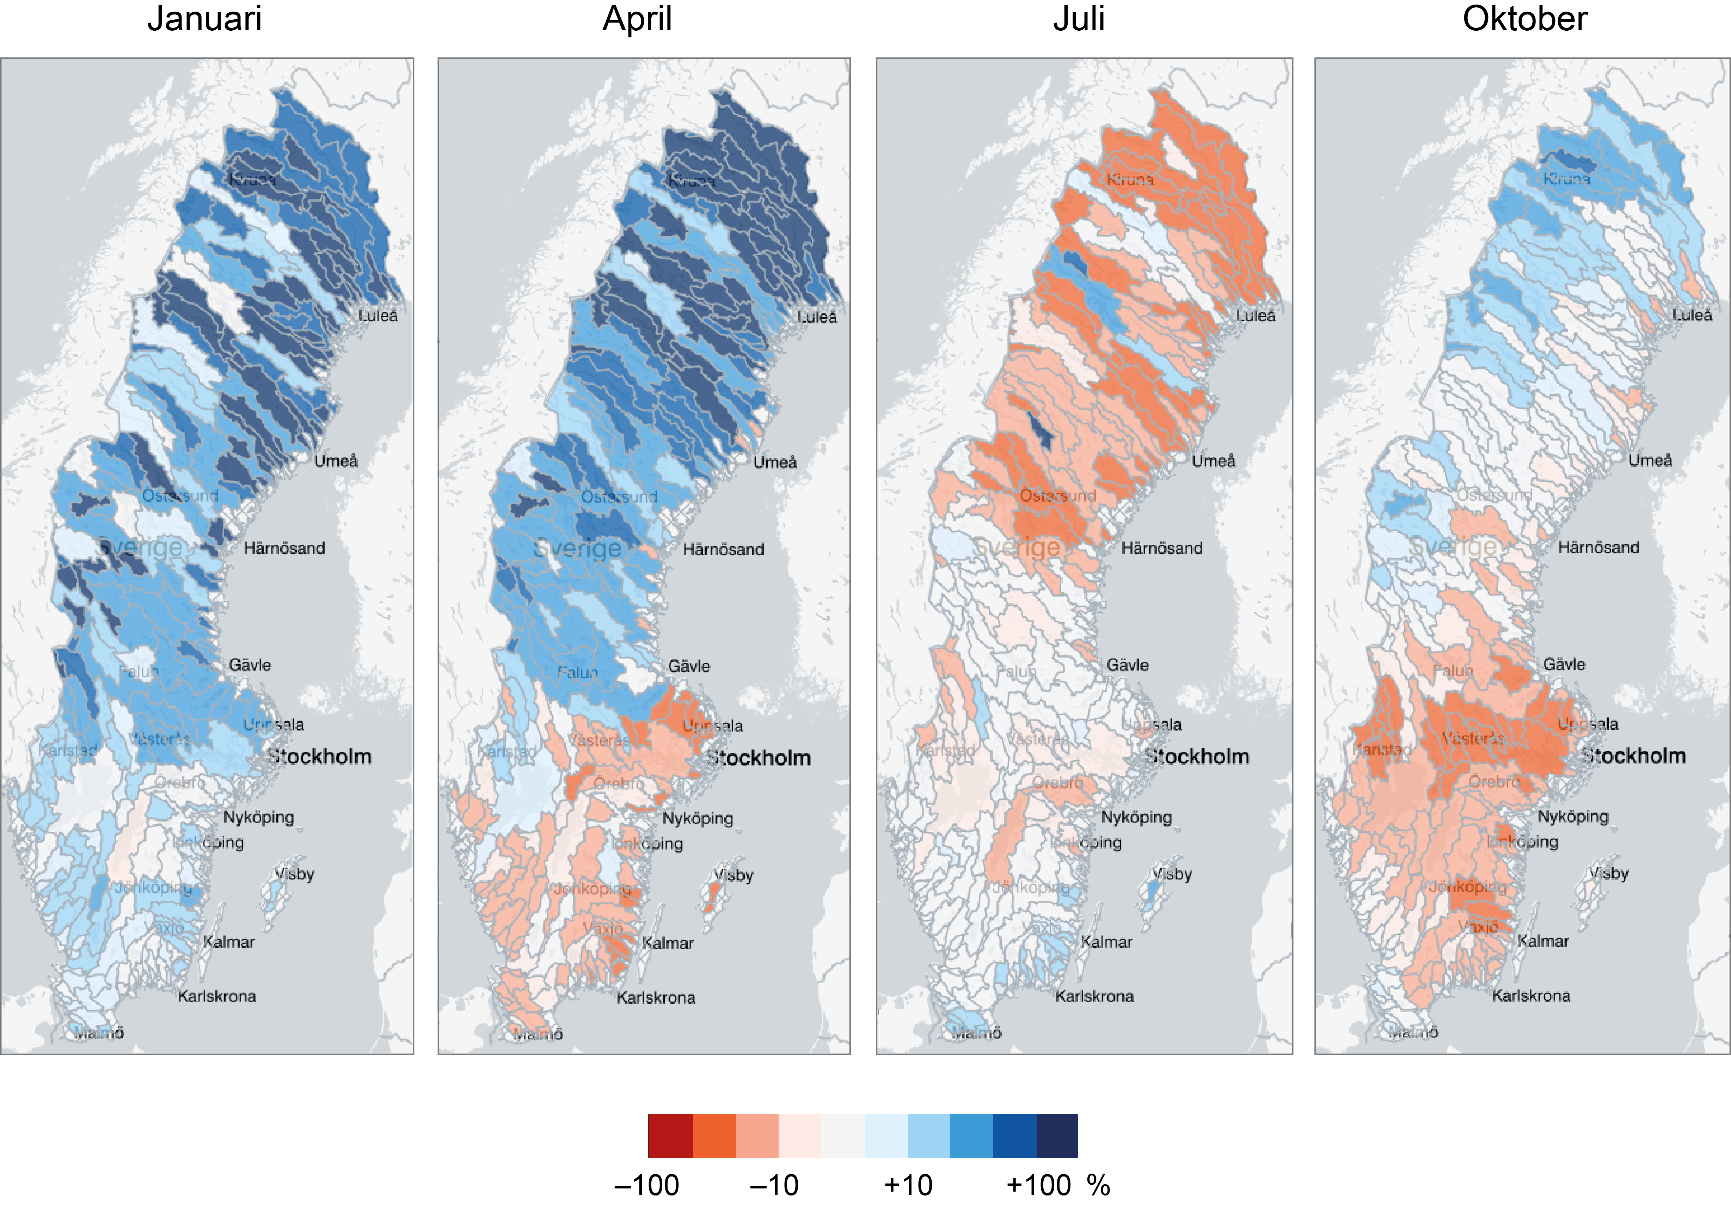 Januari
April
Juli
Oktober
Kiruna
Luleå
Umeå
Östersund
Härnösand
Sverige
Falun
Gävle
Uppsala
Karlstad
Västerås
Stockholm
Örebro
Nyköping
Linköping
Visby
Jönköping
Växjö
Kalmar
Karlskrona
Malmö
Kiruna
Luleå
Umeå
Östersund
Härnösand
Sverige
Falun
Gävle
Uppsala
Karlstad
Västerås
Stockholm
Örebro
Nyköping
Linköping
Visby
Jönköping
Växjö
Kalmar
Karlskrona
Malmö
Kiruna
Luleå
Umeå
Östersund
Härnösand
Sverige
Falun
Gävle
Uppsala
Karlstad
Västerås
Stockholm
Örebro
Nyköping
Linköping
Visby
Jönköping
Växjö
Kalmar
Karlskrona
Malmö
Kiruna
Luleå
Umeå
Östersund
Härnösand
Sverige
Falun
Gävle
Uppsala
Karlstad
Västerås
Stockholm
Örebro
Nyköping
Linköping
Visby
Jönköping
Växjö
Kalmar
Karlskrona
Malmö
–100 –10 +10 +100 %